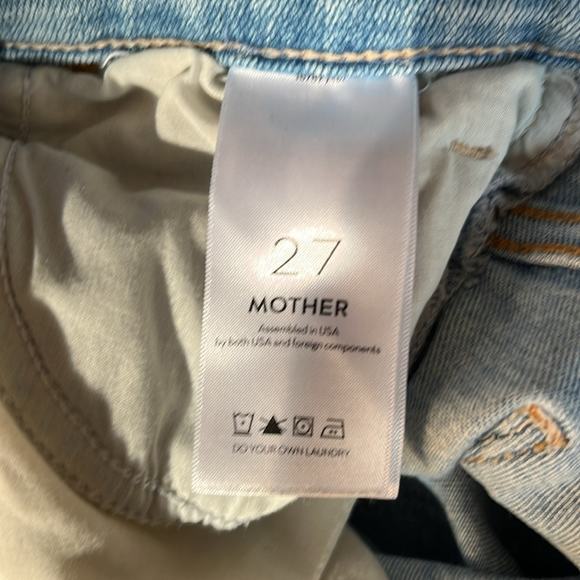 27
MOTHER
Assembled in USA
by both USA and foreign components
DO YOUR OWN LAUNDRY